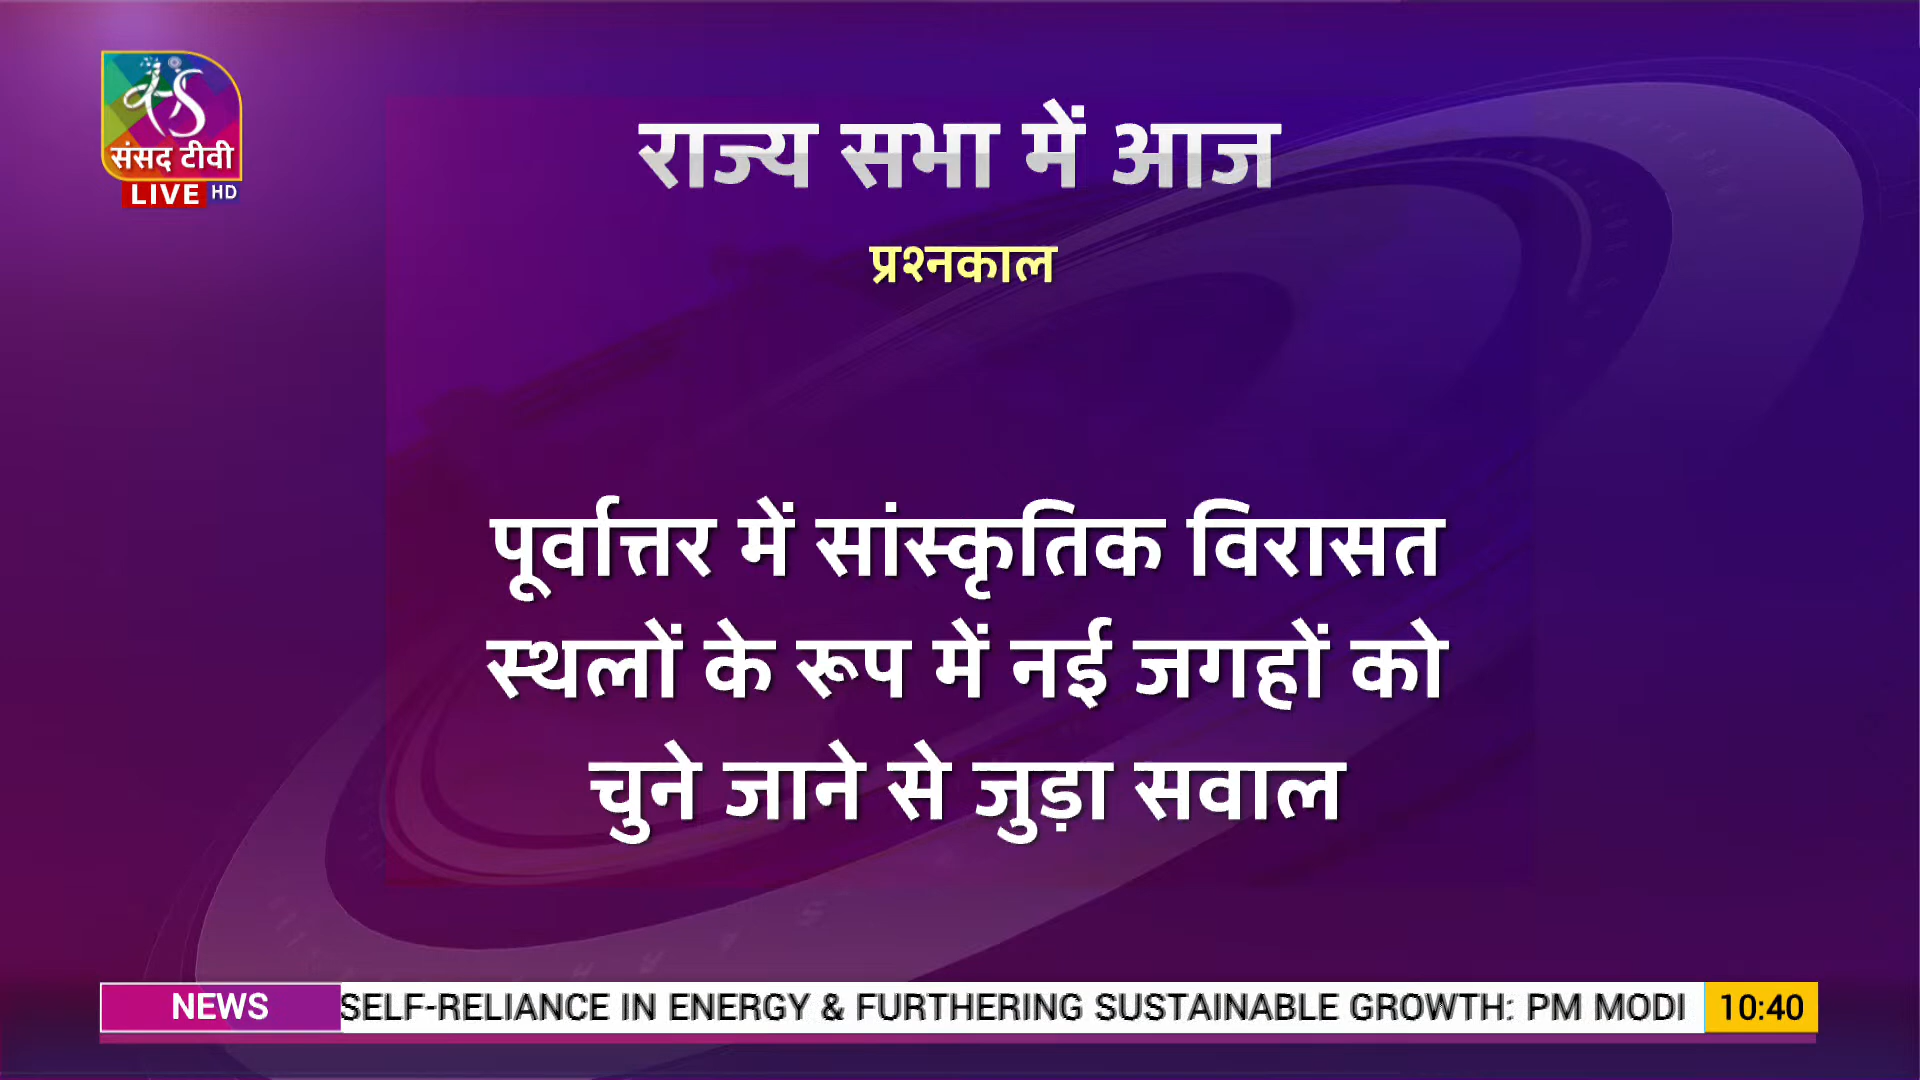 संसद टीवी
LIVE HD
राज्य सभा में आज
प्रश्नकाल
पूर्वात्तर में सांस्कृतिक विरासत
स्थलों के रूप में नई जगहों को
चुने जाने से जुड़ा सवाल
NEWS SELF-RELIANCE IN ENERGY & FURTHERING SUSTAINABLE GROWTH: PM MODI 10:40